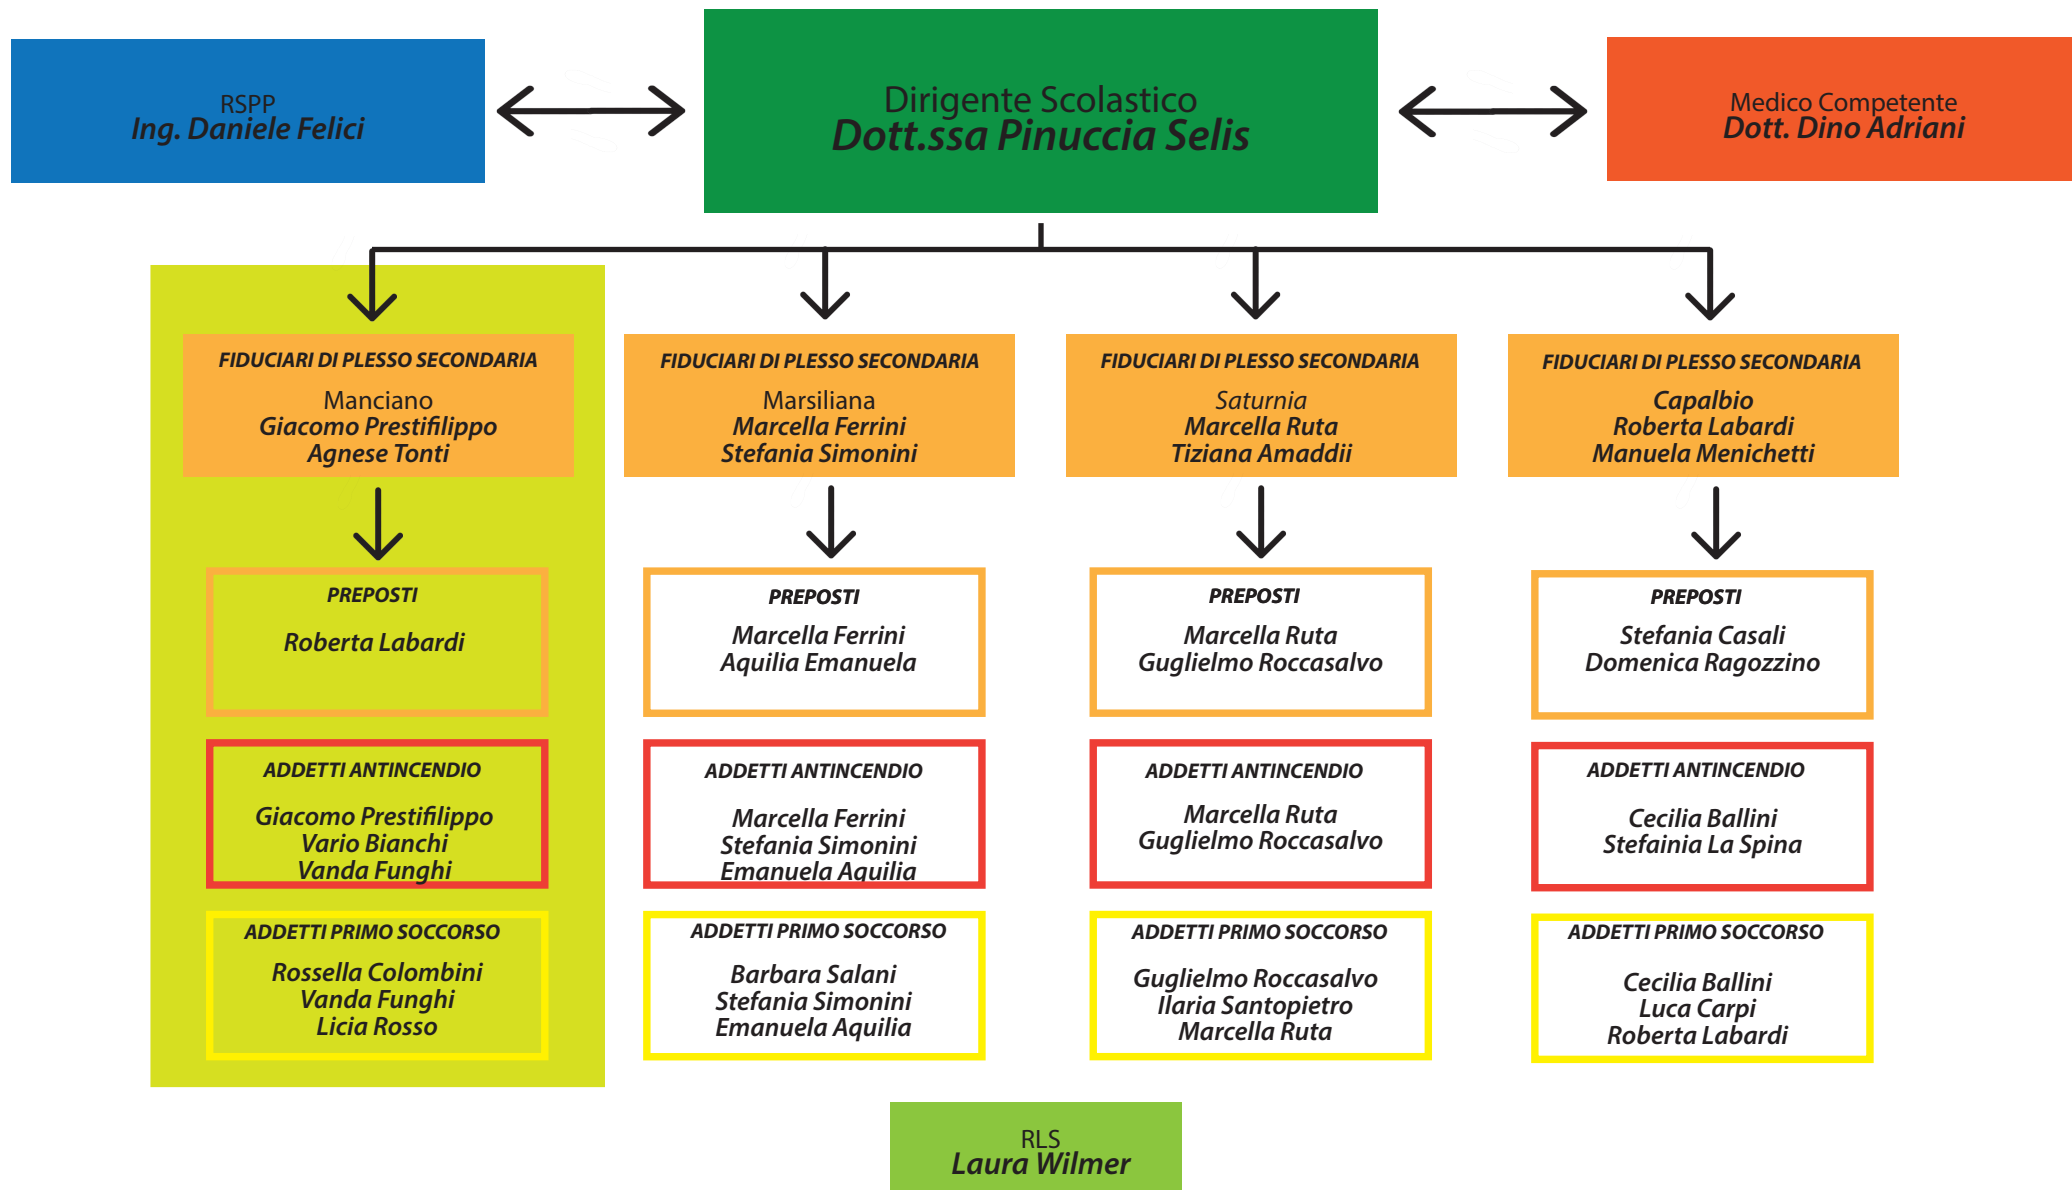 RSPP
Ing. Daniele Felici
Dirigente Scolastico
Dott.ssa Pinuccia Selis
Medico Competente
Dott. Dino Adriani
FIDUCIARI DI PLESSO SECONDARIA
Manciano
Giacomo Prestifilippo
Agnese Tonti
PREPOSTI
Roberta Labardi
ADDETTI ANTINCENDIO
Giacomo Prestifilippo
Vario Bianchi
Vanda Funghi
ADDETTI PRIMO SOCCORSO
Rossella Colombini
Vanda Funghi
Licia Rosso
FIDUCIARI DI PLESSO SECONDARIA
Marsiliana
Marcella Ferrini
Stefania Simonini
PREPOSTI
Marcella Ferrini
Aquilia Emanuela
ADDETTI ANTINCENDIO
Marcella Ferrini
Stefania Simonini
Emanuela Aquilia
ADDETTI PRIMO SOCCORSO
Barbara Salani
Stefania Simonini
Emanuela Aquilia
FIDUCIARI DI PLESSO SECONDARIA
Saturnia
Marcella Ruta
Tiziana Amaddii
PREPOSTI
Marcella Ruta
Guglielmo Roccasalvo
ADDETTI ANTINCENDIO
Marcella Ruta
Guglielmo Roccasalvo
ADDETTI PRIMO SOCCORSO
Guglielmo Roccasalvo
Ilaria Santopietro
Marcella Ruta
FIDUCIARI DI PLESSO SECONDARIA
Capalbio
Roberta Labardi
Manuela Menichetti
PREPOSTI
Stefania Casali
Domenica Ragozzino
ADDETTI ANTINCENDIO
Cecilia Ballini
Stefainia La Spina
ADDETTI PRIMO SOCCORSO
Cecilia Ballini
Luca Carpi
Roberta Labardi
RLS
Laura Wilmer